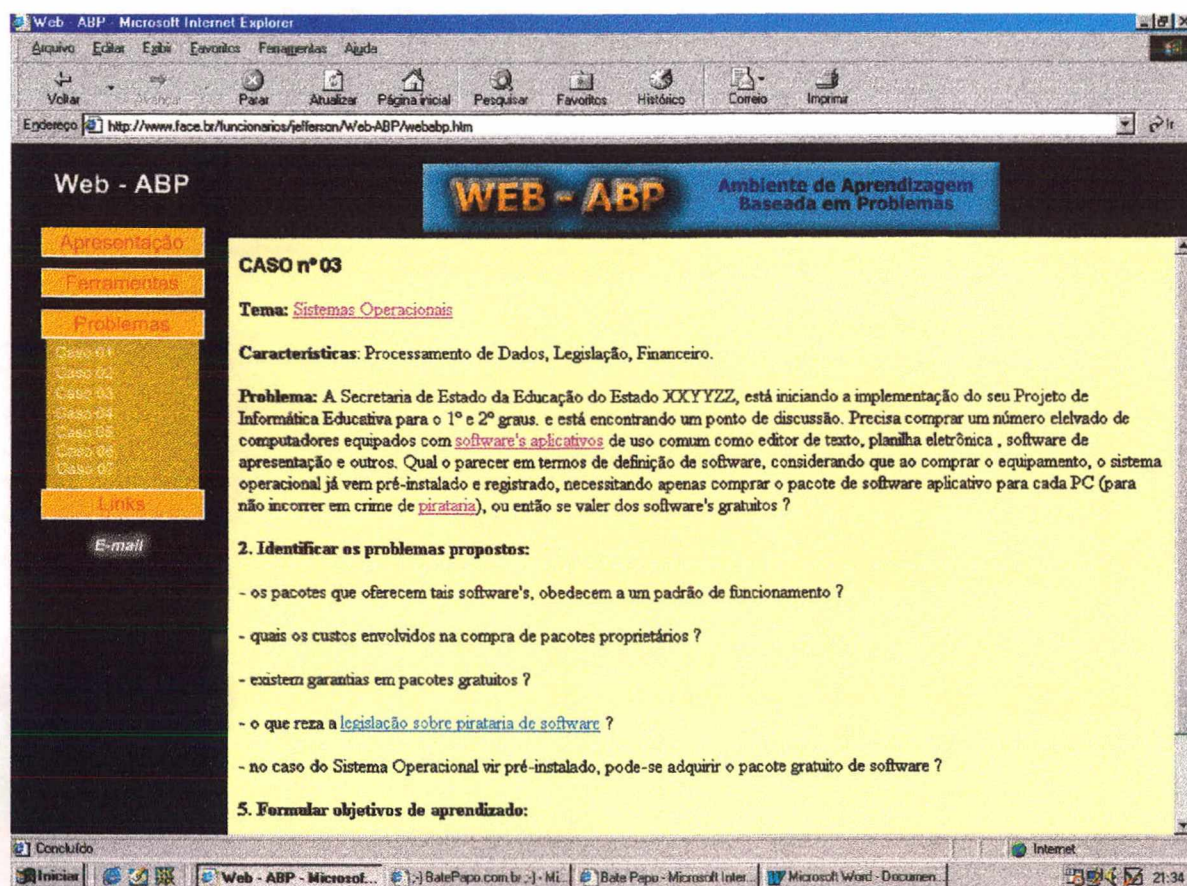 Web - ABP - Microsoft Internet Explorer
Arquivo Editar Exibir Favoritos Ferramentas Ajuda
Voltar Avançar Parar Atualizar Página inicial Pesquisar Favoritos Histórico Correio Imprimir
Endereço http://www.face.br/funcionarios/jefferson/Web-ABP/webabp.htm Ir
Web - ABP
WEB - ABP
Ambiente de Aprendizagem
Baseada em Problemas
Apresentação
Ferramentas
Problemas
Caso 01
Caso 02
Caso 03
Caso 04
Caso 05
Caso 06
Caso 07
Links
E-mail
CASO nº 03
Tema: Sistemas Operacionais
Características: Processamento de Dados, Legislação, Financeiro.
Problema: A Secretaria de Estado da Educação do Estado XXYYZZ, está iniciando a implementação do seu Projeto de
Informática Educativa para o 1º e 2º graus. e está encontrando um ponto de discussão. Precisa comprar um número elelvado de
computadores equipados com software's aplicativos de uso comum como editor de texto, planilha eletrônica , software de
apresentação e outros. Qual o parecer em termos de definição de software, considerando que ao comprar o equipamento, o sistema
operacional já vem pré-instalado e registrado, necessitando apenas comprar o pacote de software aplicativo para cada PC (para
não incorrer em crime de pirataria), ou então se valer dos software's gratuitos ?
2. Identificar os problemas propostos:
- os pacotes que oferecem tais software's, obedecem a um padrão de funcionamento ?
- quais os custos envolvidos na compra de pacotes proprietários ?
- existem garantias em pacotes gratuitos ?
- o que reza a legislação sobre pirataria de software ?
- no caso do Sistema Operacional vir pré-instalado, pode-se adquirir o pacote gratuito de software ?
5. Formular objetivos de aprendizado:
Concluído Internet
Iniciar Web - ABP - Microsof... ;-) BatePapo.com.br ;-) - Mi... Bate Papo - Microsoft Inter... Microsoft Word - Documen... 21:34